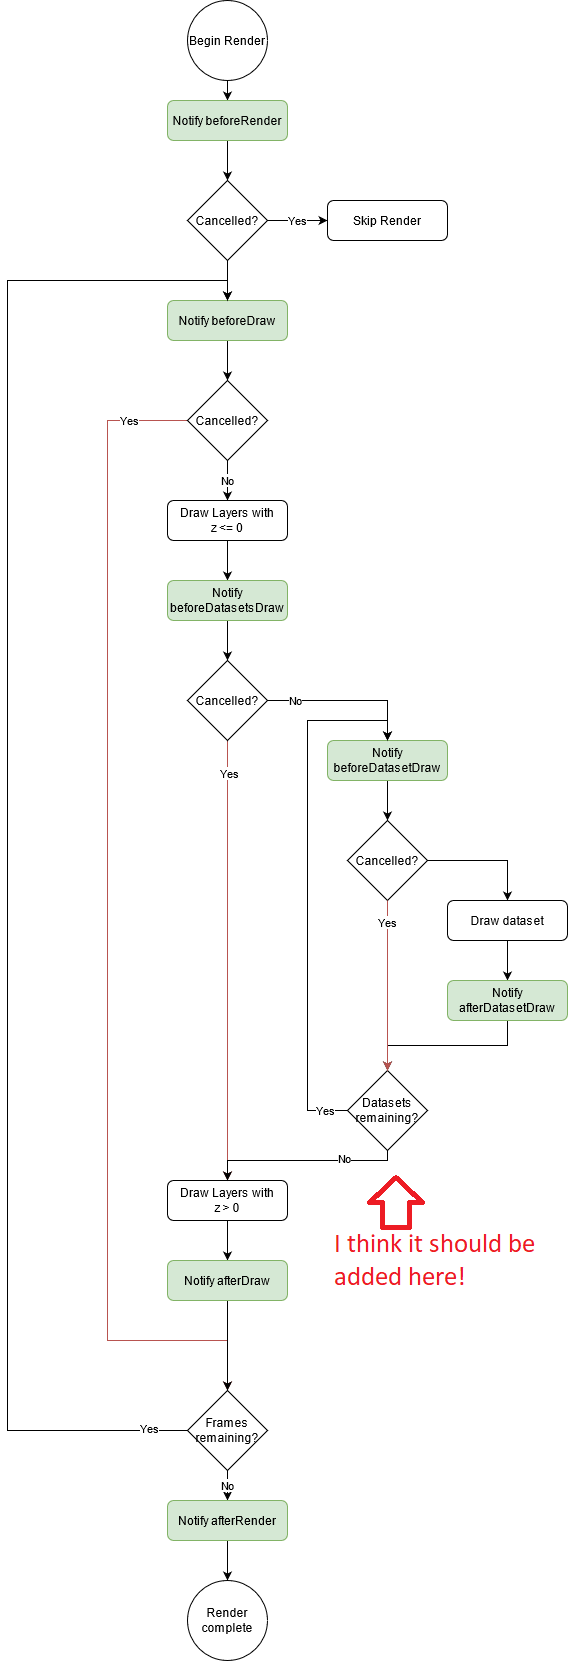 Begin Render
Notify beforeRender
Cancelled?
Yes
Skip Render
Notify beforeDraw
Yes
Cancelled?
No
Draw Layers with
z <= 0
Notify
beforeDatasetsDraw
Cancelled?
No
Notify
beforeDatasetDraw
Yes
Cancelled?
Yes
Draw dataset
Notify
afterDatasetDraw
Datasets
remaining?
Yes
No
Draw Layers with
z > 0
I think it should be
added here!
Notify afterDraw
Frames
remaining?
Yes
No
Notify afterRender
Render
complete